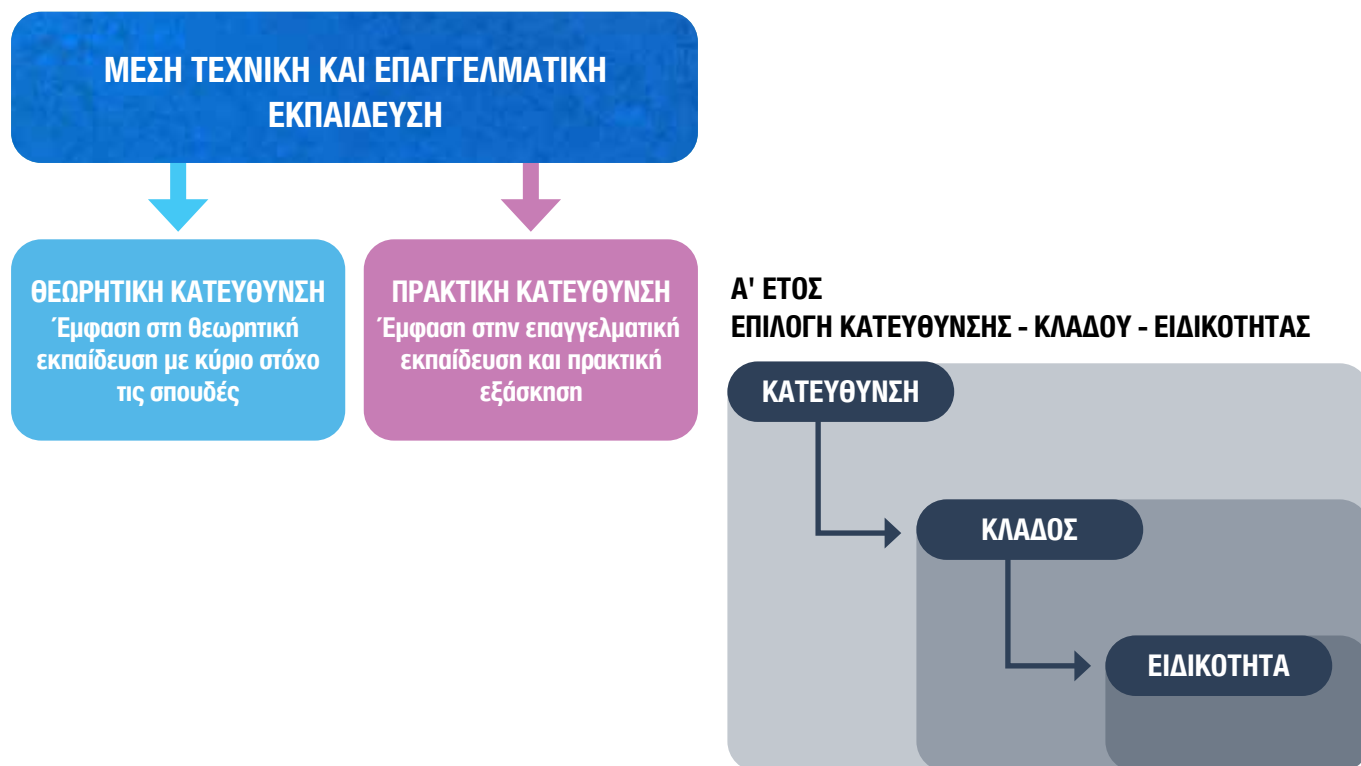 ΜΕΣΗ ΤΕΧΝΙΚΗ ΚΑΙ ΕΠΑΓΓΕΛΜΑΤΙΚΗ
ΕΚΠΑΙΔΕΥΣΗ
ΘΕΩΡΗΤΙΚΗ ΚΑΤΕΥΘΥΝΣΗ
Έμφαση στη θεωρητική
εκπαίδευση με κύριο στόχο
τις σπουδές
ΠΡΑΚΤΙΚΗ ΚΑΤΕΥΘΥΝΣΗ
Έμφαση στην επαγγελματική
εκπαίδευση και πρακτική
εξάσκηση
Α' ΕΤΟΣ
ΕΠΙΛΟΓΗ ΚΑΤΕΥΘΥΝΣΗΣ - ΚΛΑΔΟΥ - ΕΙΔΙΚΟΤΗΤΑΣ
ΚΑΤΕΥΘΥΝΣΗ
ΚΛΑΔΟΣ
ΕΙΔΙΚΟΤΗΤΑ